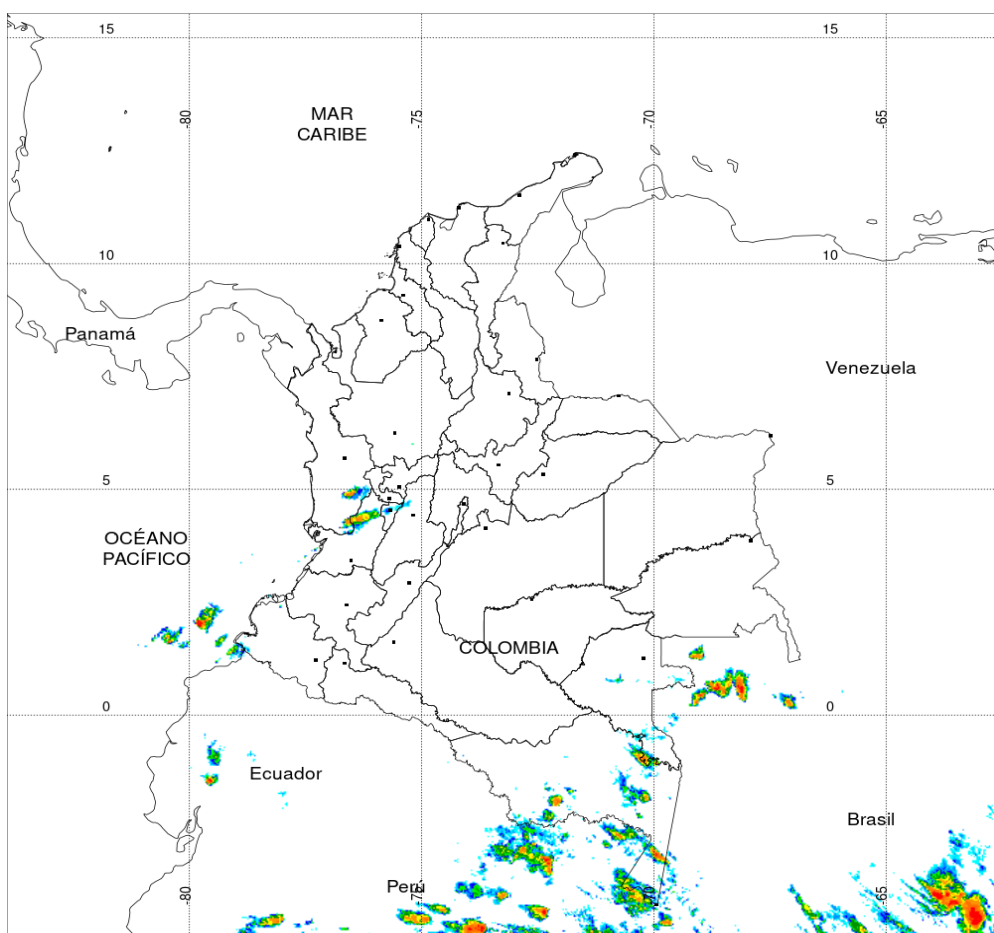 15
15
-80
-75
-70
-65
MAR
CARIBE
10
10
Panamá
Venezuela
5
5
OCÉANO
PACÍFICO
COLOMBIA
0
0
Ecuador
Brasil
Perú
-80
-75
-70
-65